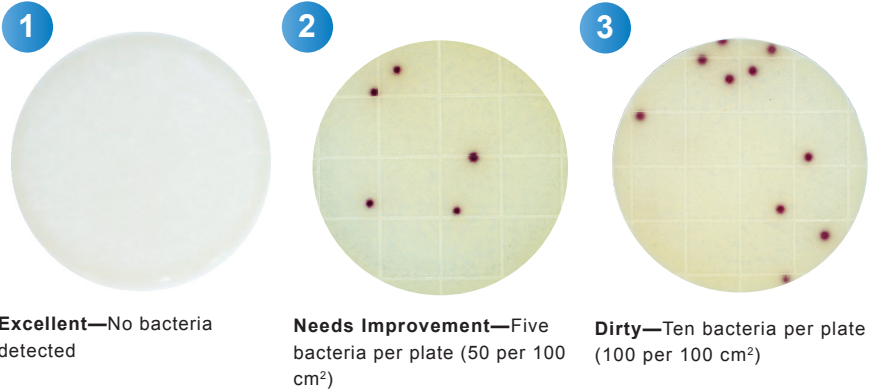 1
2
3
Excellent—No bacteria
detected
Needs Improvement—Five
bacteria per plate (50 per 100
cm²)
Dirty—Ten bacteria per plate
(100 per 100 cm²)